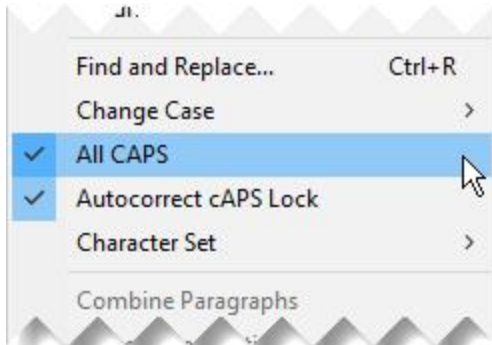 Find and Replace... Ctrl+R
Change Case
All CAPS
Autocorrect cAPS Lock
Character Set
Combine Paragraphs